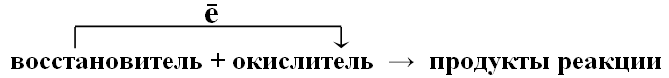 ē
восстановитель + окислитель → продукты реакции